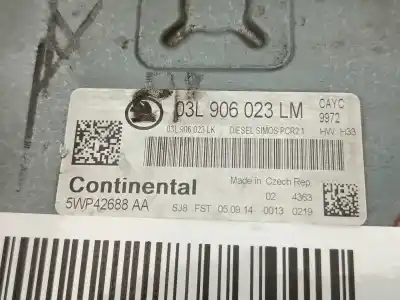 03L 906 023 LM
CAYC
9972
03L 906 023 LK DIESEL SIMOS PCR2.1 HW: H33
Made in Czech Rep.
Continental
02 4363
5WP42688 AA
SJ8 FST 05.09.14 0013 0219